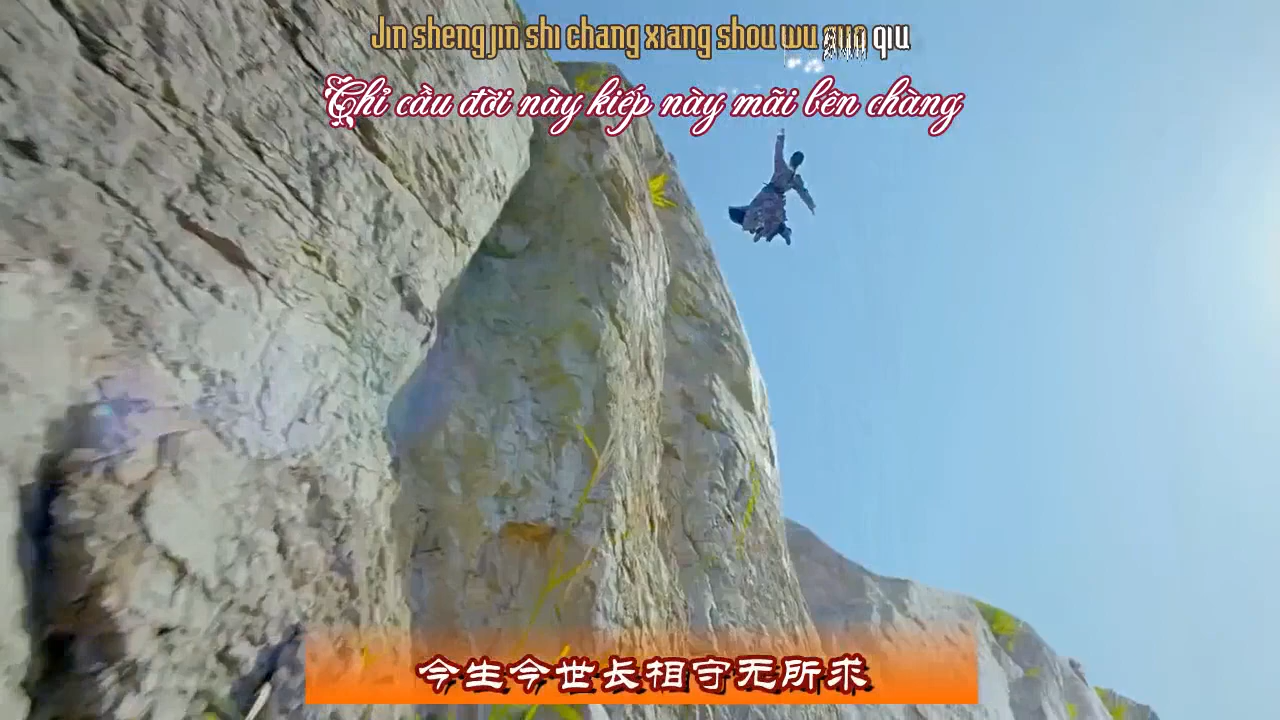 Jin sheng jin shi chang xiang shou wu suo qiu
Chỉ cầu đời này kiếp này mãi bên chàng
今生今世长相守无所求